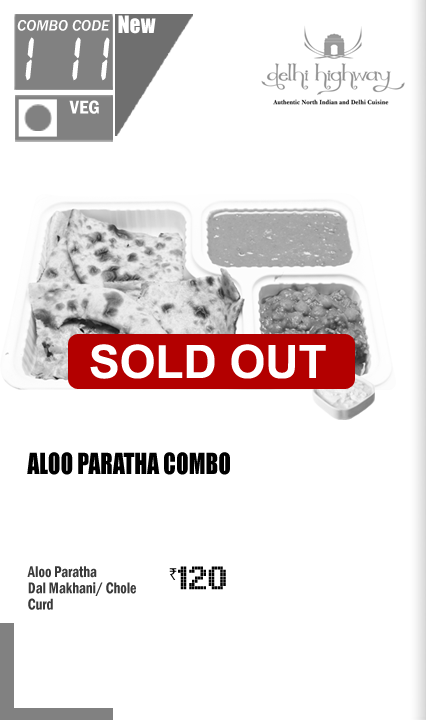 COMBO CODE
New
111
VEG
delhi highway
Authentic North Indian and Delhi Cuisine
SOLD OUT
ALOO PARATHA COMBO
Aloo Paratha
Dal Makhani/ Chole
Curd
₹120